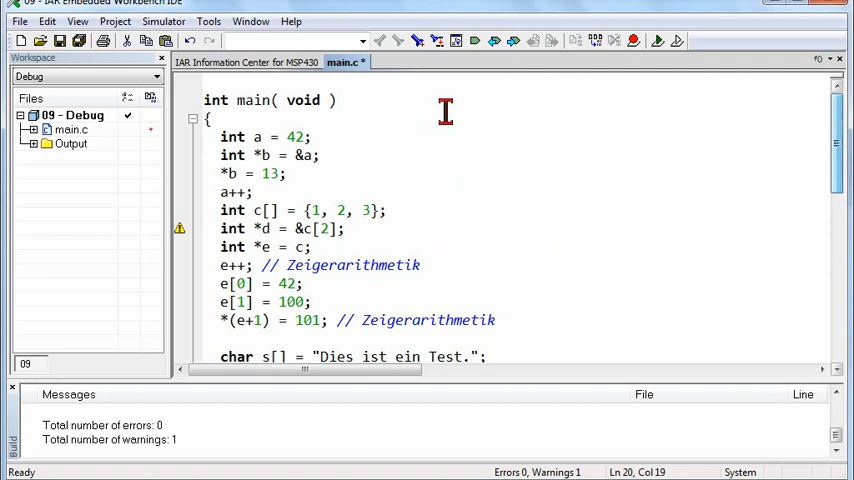 09 - IAR Embedded Workbench IDE
File Edit View Project Simulator Tools Window Help
Workspace
IAR Information Center for MSP430 main.c *
f0
Debug
Files
09 - Debug
main.c
Output
09
int main( void )
{
int a = 42;
int *b = &a;
*b = 13;
a++;
int c[] = {1, 2, 3};
int *d = &c[2];
int *e = c;
e++; // Zeigerarithmetik
e[0] = 42;
e[1] = 100;
*(e+1) = 101; // Zeigerarithmetik
char s[] = "Dies ist ein Test.";
Messages File Line
Total number of errors: 0
Total number of warnings: 1
Build
Ready Errors 0, Warnings 1 Ln 20, Col 19 System